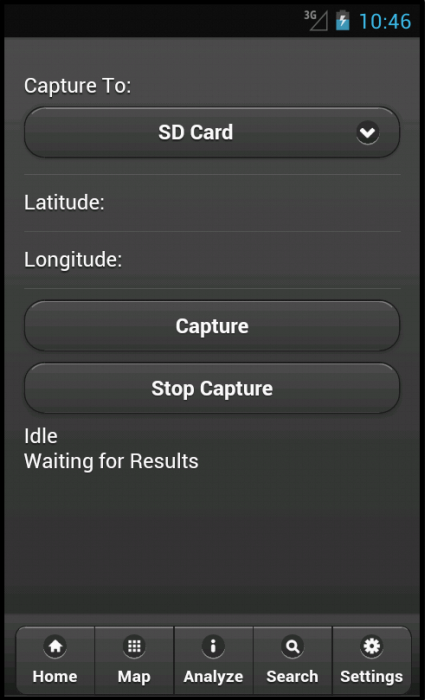 3G 10:46
Capture To:
SD Card
Latitude:
Longitude:
Capture
Stop Capture
Idle
Waiting for Results
Home Map Analyze Search Settings